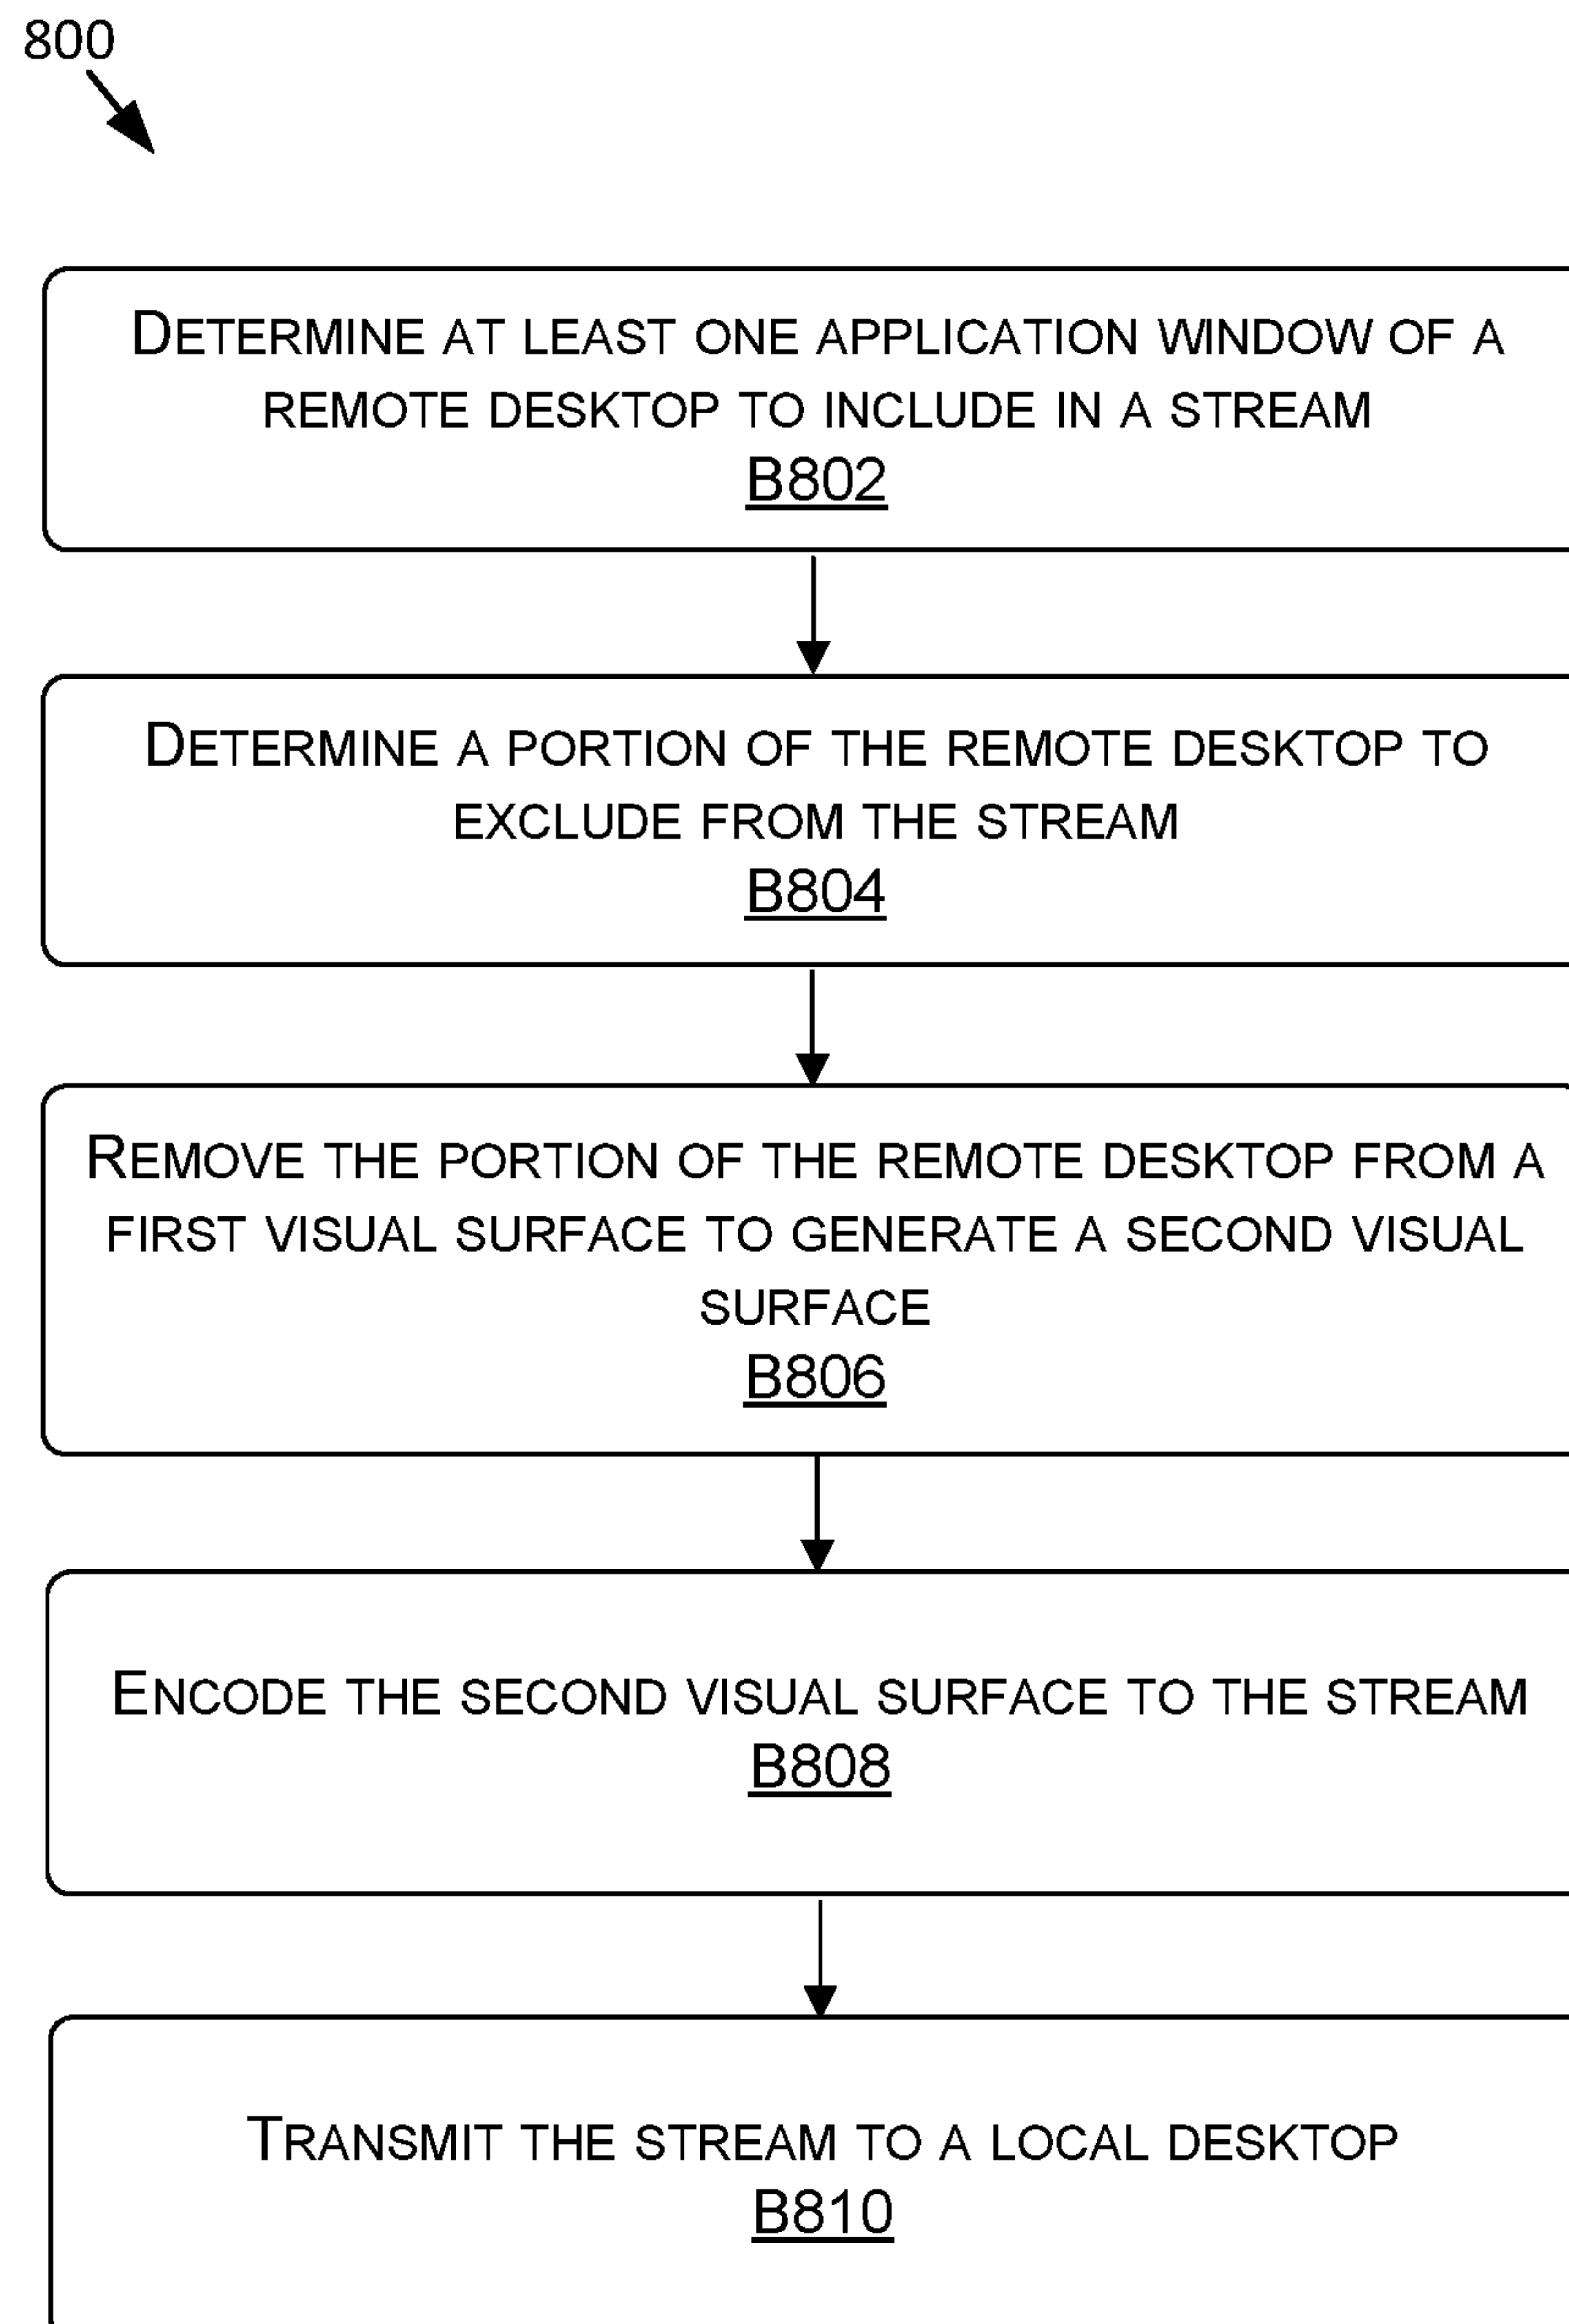 800
DETERMINE AT LEAST ONE APPLICATION WINDOW OF A
REMOTE DESKTOP TO INCLUDE IN A STREAM
B802
DETERMINE A PORTION OF THE REMOTE DESKTOP TO
EXCLUDE FROM THE STREAM
B804
REMOVE THE PORTION OF THE REMOTE DESKTOP FROM A
FIRST VISUAL SURFACE TO GENERATE A SECOND VISUAL
SURFACE
B806
ENCODE THE SECOND VISUAL SURFACE TO THE STREAM
B808
TRANSMIT THE STREAM TO A LOCAL DESKTOP
B810